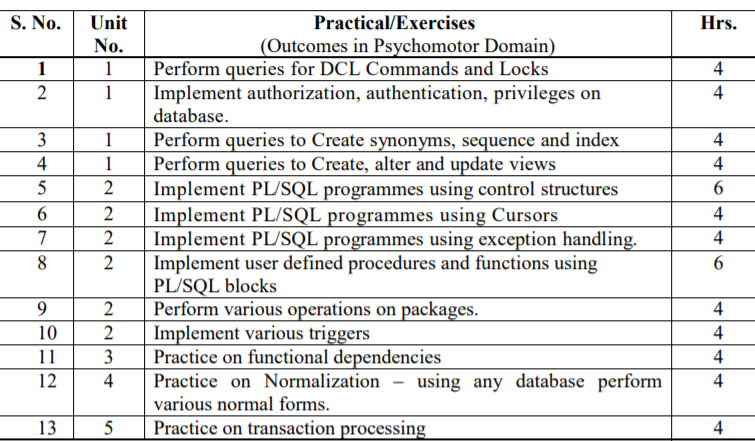 S. No. Unit No. Practical/Exercises (Outcomes in Psychomotor Domain) Hrs.
1 1 Perform queries for DCL Commands and Locks 4
2 1 Implement authorization, authentication, privileges on 4
database.
3 1 Perform queries to Create synonyms, sequence and index 4
4 1 Perform queries to Create, alter and update views 4
5 2 Implement PL/SQL programmes using control structures 6
6 2 Implement PL/SQL programmes using Cursors 4
7 2 Implement PL/SQL programmes using exception handling. 4
8 2 Implement user defined procedures and functions using 6
PL/SQL blocks
9 2 Perform various operations on packages. 4
10 2 Implement various triggers 4
11 3 Practice on functional dependencies 4
12 4 Practice on Normalization – using any database perform 4
various normal forms.
13 5 Practice on transaction processing 4